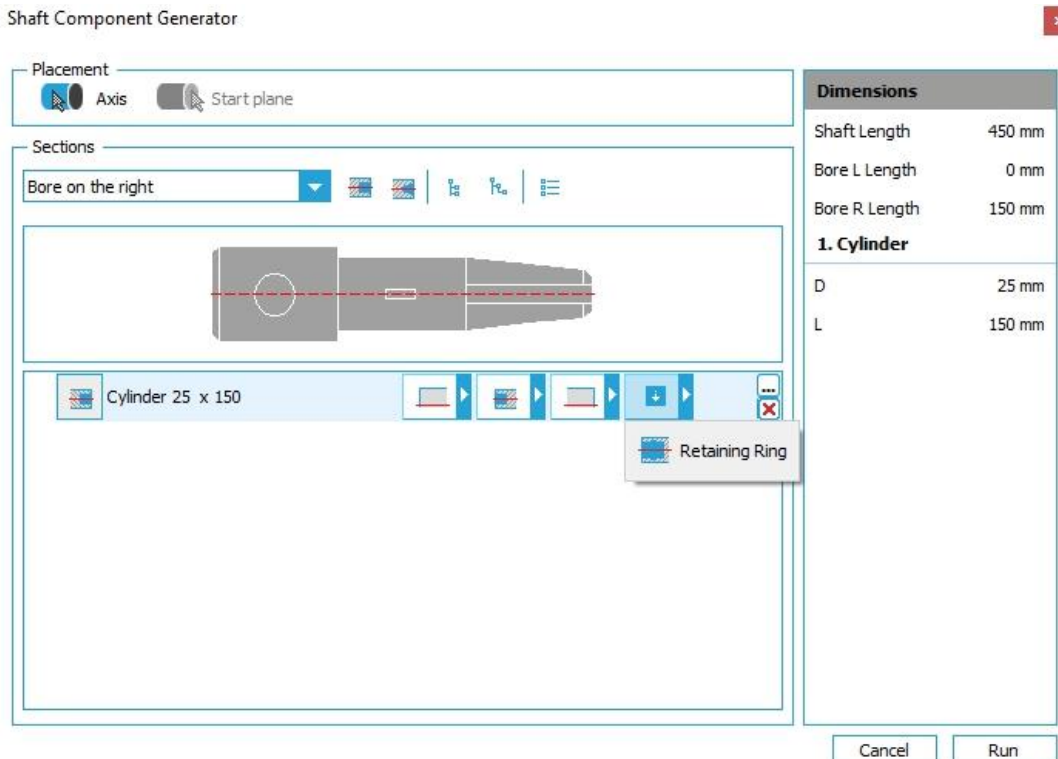 Shaft Component Generator
Placement
Axis
Start plane
Sections
Bore on the right
Cylinder 25 x 150
...
Retaining Ring
Dimensions
Shaft Length 450 mm
Bore L Length 0 mm
Bore R Length 150 mm
1. Cylinder
D 25 mm
L 150 mm
Cancel
Run